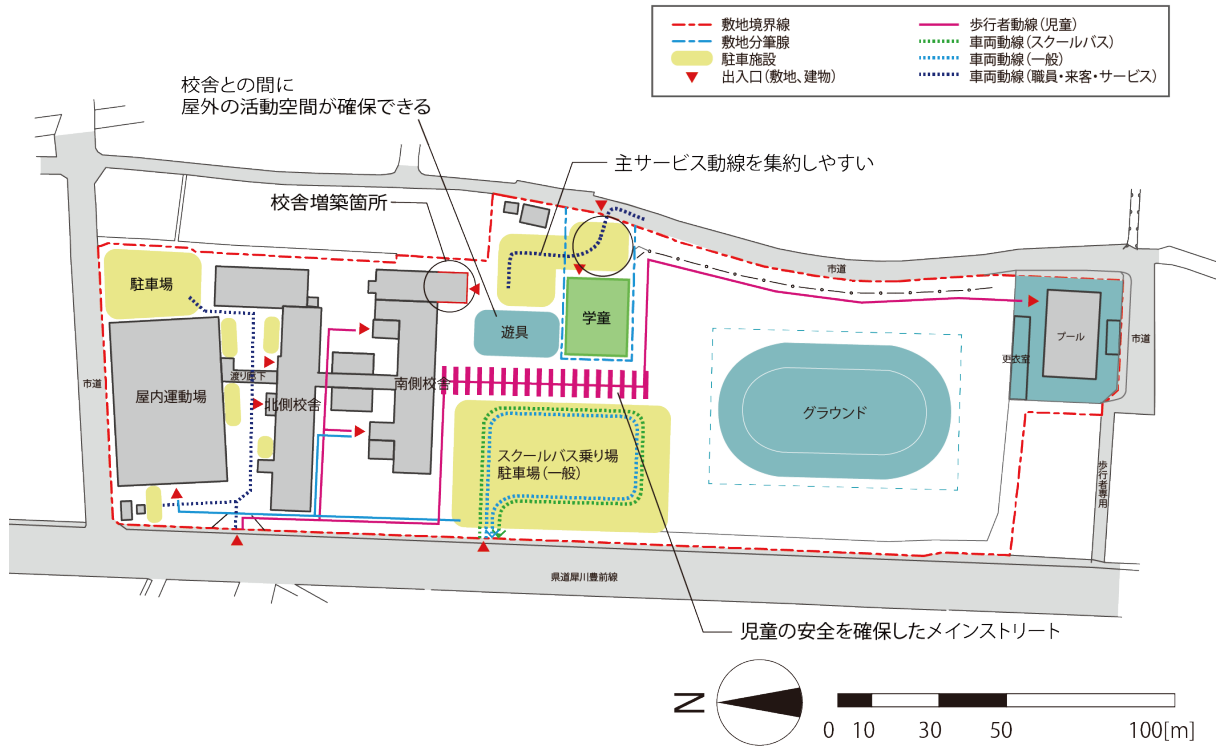 敷地境界線
敷地分筆腺
駐車施設
出入口(敷地、建物)
歩行者動線(児童)
車両動線(スクールバス)
車両動線(一般)
車両動線(職員・来客・サービス)
校舎との間に
屋外の活動空間が確保できる
主サービス動線を集約しやすい
校舎増築箇所
駐車場
市道
遊具
学童
市道
プール
更衣室
市道
屋内運動場
渡り廊下
北側校舎
南側校舎
グラウンド
スクールバス乗り場
駐車場(一般)
歩行者専用
県道犀川豊前線
児童の安全を確保したメインストリート
N
0 10 30 50 100[m]